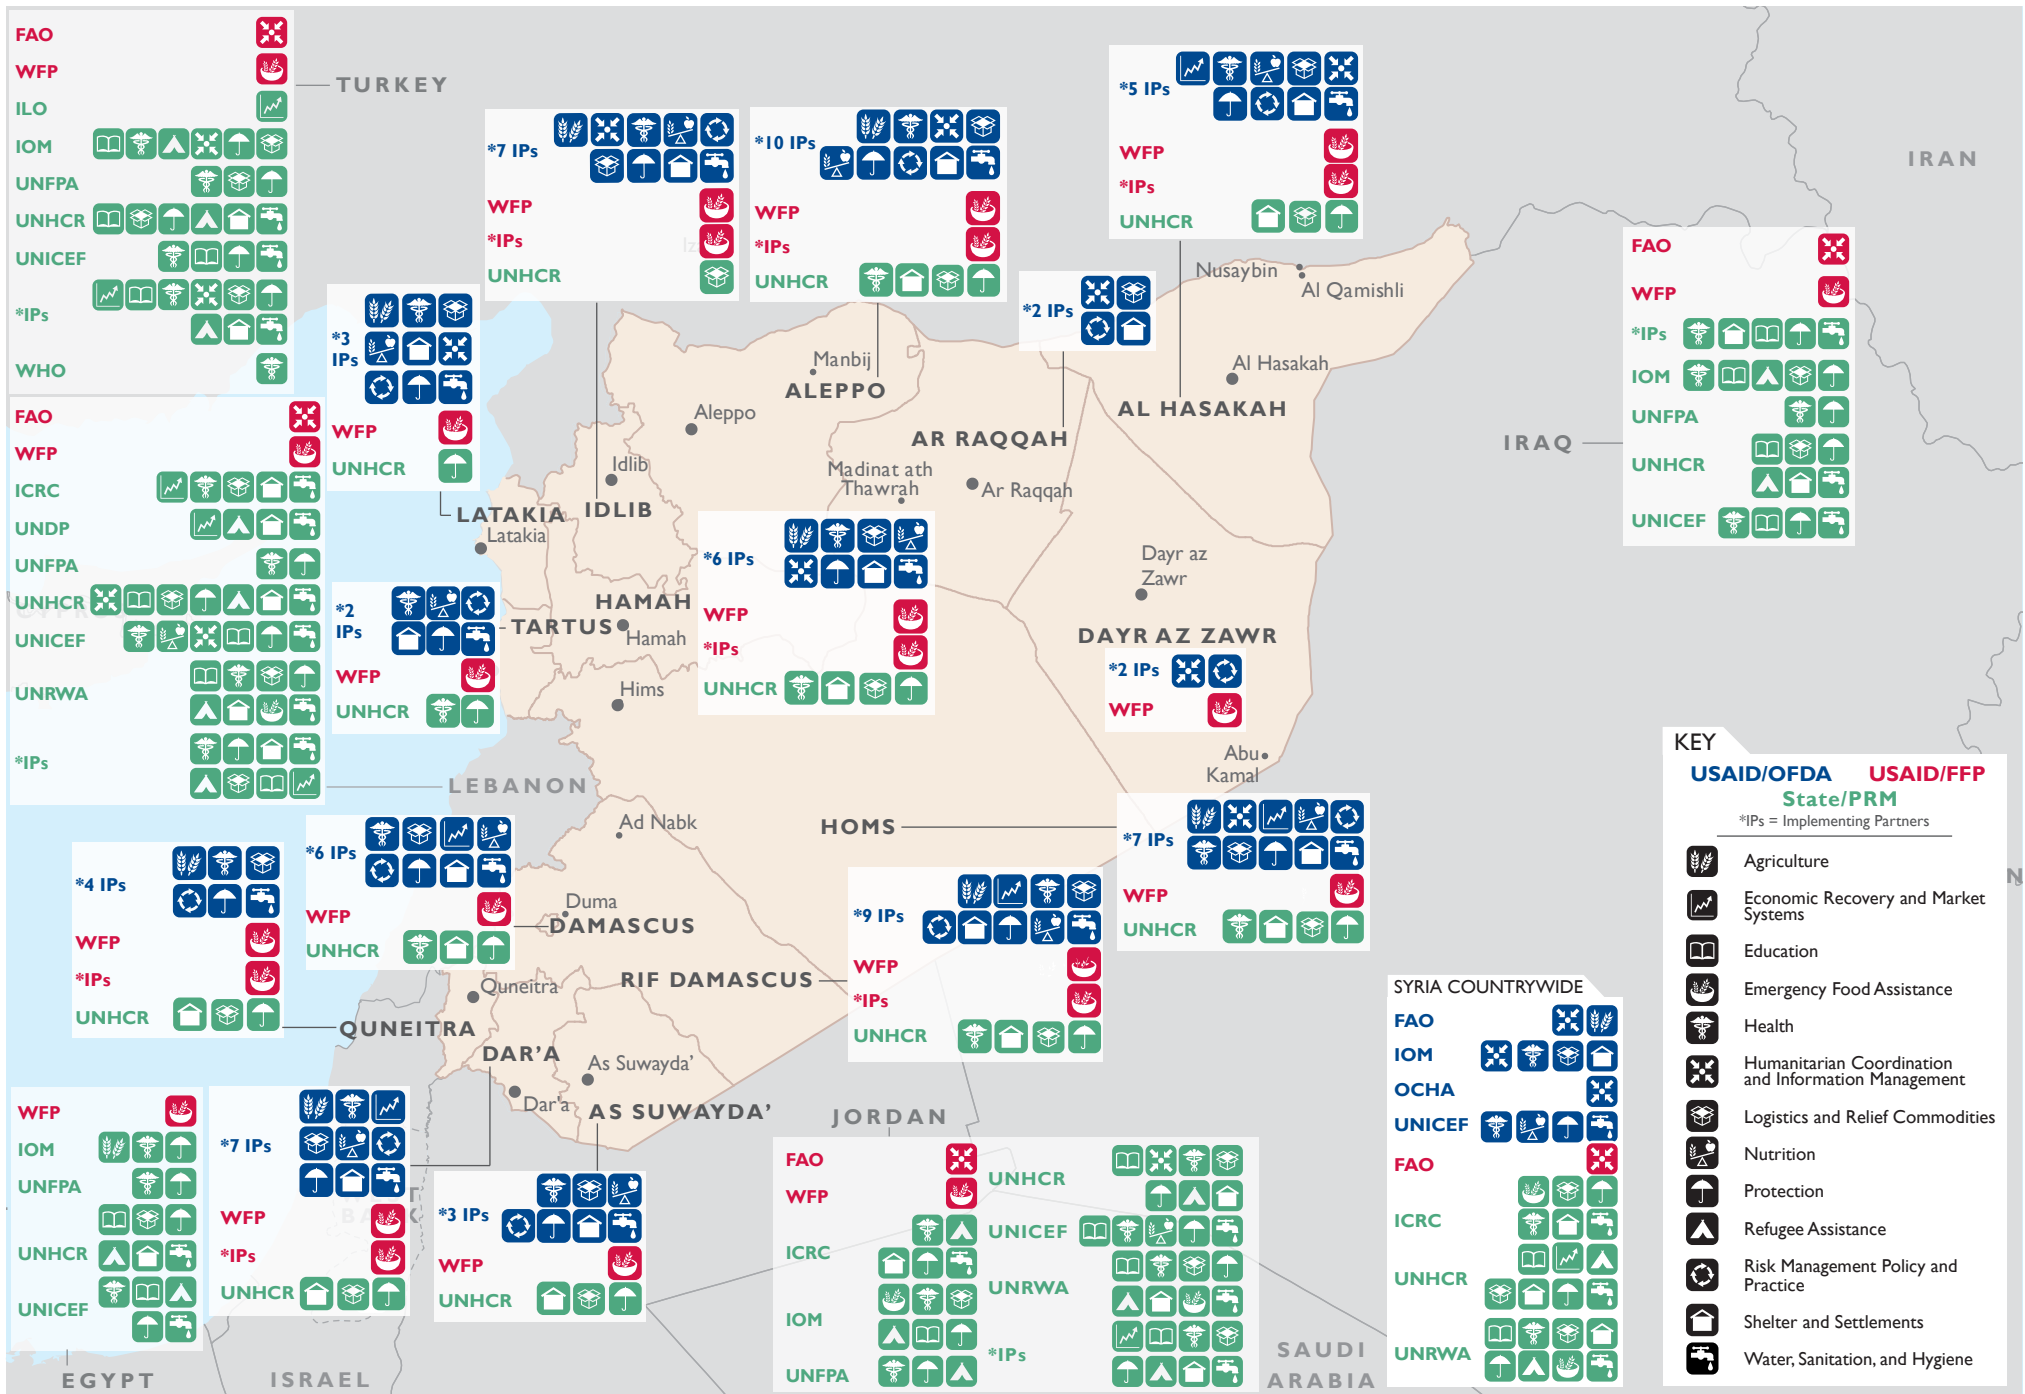 FAO
WFP
ILO
IOM
UNFPA
UNHCR
UNICEF
*IPs
WHO
TURKEY
FAO
WFP
ICRC
UNDP
UNFPA
UNHCR
UNICEF
UNRWA
*IPs
LEBANON
*3
IPs
WFP
UNHCR
LATAKIA
Latakia
*7 IPs
WFP
*IPs
UNHCR
Idlib
IDLIB
*10 IPs
WFP
*IPs
UNHCR
Manbij
ALEPPO
Aleppo
*2 IPs
AR RAQQAH
Madinat ath
Thawrah
Ar Raqqah
*5 IPs
WFP
*IPs
UNHCR
Nusaybin
Al Qamishli
Al Hasakah
AL HASAKAH
IRAN
IRAQ
FAO
WFP
*IPs
IOM
UNFPA
UNHCR
UNICEF
*2
IPs
WFP
UNHCR
TARTUS
HAMAH
Hamah
*6 IPs
WFP
*IPs
UNHCR
Hims
Dayr az
Zawr
DAYR AZ ZAWR
*2 IPs
WFP
Abu
Kamal
HOMS
*7 IPs
WFP
UNHCR
*4 IPs
WFP
*IPs
UNHCR
QUNEITRA
Quneitra
*6 IPs
WFP
UNHCR
Ad Nabk
Duma
DAMASCUS
RIF DAMASCUS
*9 IPs
WFP
*IPs
UNHCR
DAR'A
Dar'a
As Suwayda'
AS SUWAYDA'
WFP
IOM
UNFPA
UNHCR
UNICEF
EGYPT
*7 IPs
WFP
*IPs
UNHCR
ISRAEL
*3 IPs
WFP
UNHCR
JORDAN
FAO
WFP
ICRC
IOM
UNFPA
UNHCR
UNICEF
UNRWA
*IPs
SAUDI
ARABIA
SYRIA COUNTRYWIDE
FAO
IOM
OCHA
UNICEF
FAO
ICRC
UNHCR
UNRWA
KEY
USAID/OFDA USAID/FFP
State/PRM
*IPs = Implementing Partners
Agriculture
Economic Recovery and Market
Systems
Education
Emergency Food Assistance
Health
Humanitarian Coordination
and Information Management
Logistics and Relief Commodities
Nutrition
Protection
Refugee Assistance
Risk Management Policy and
Practice
Shelter and Settlements
Water, Sanitation, and Hygiene